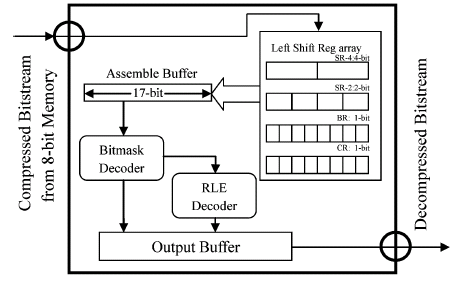 Compressed Bitstream
from 8-bit Memory
Left Shift Reg array
SR-4:4-bit
SR-2:2-bit
BR: 1-bit
CR: 1-bit
Assemble Buffer
17-bit
Bitmask
Decoder
RLE
Decoder
Output Buffer
Decompressed Bitstream